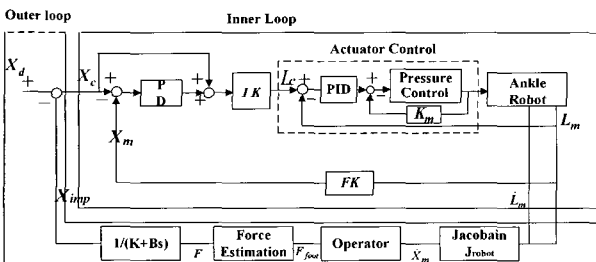 Outer loop
Inner Loop
Actuator Control
X_d
+
−
X_c
+
−
P
D
+
+
IK
L_c
+
−
PID
+
−
Pressure
Control
K_m
Ankle
Robot
L_m
X_m
FK
X_imp
L̇_m
1/(K+Bs)
F
Force
Estimation
F_foot
Operator
Ẋ_m
Jacobain
J_robot